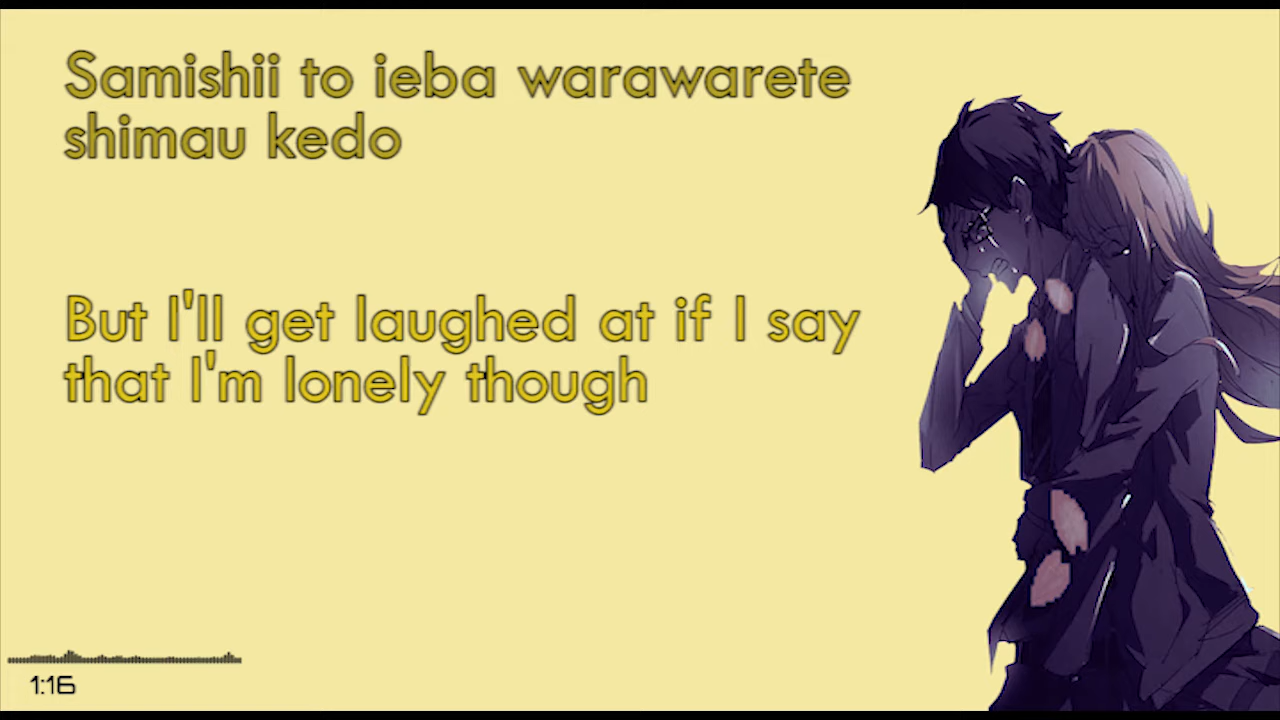 Samishii to ieba warawarete
shimau kedo
But I'll get laughed at if I say
that I'm lonely though
1:16